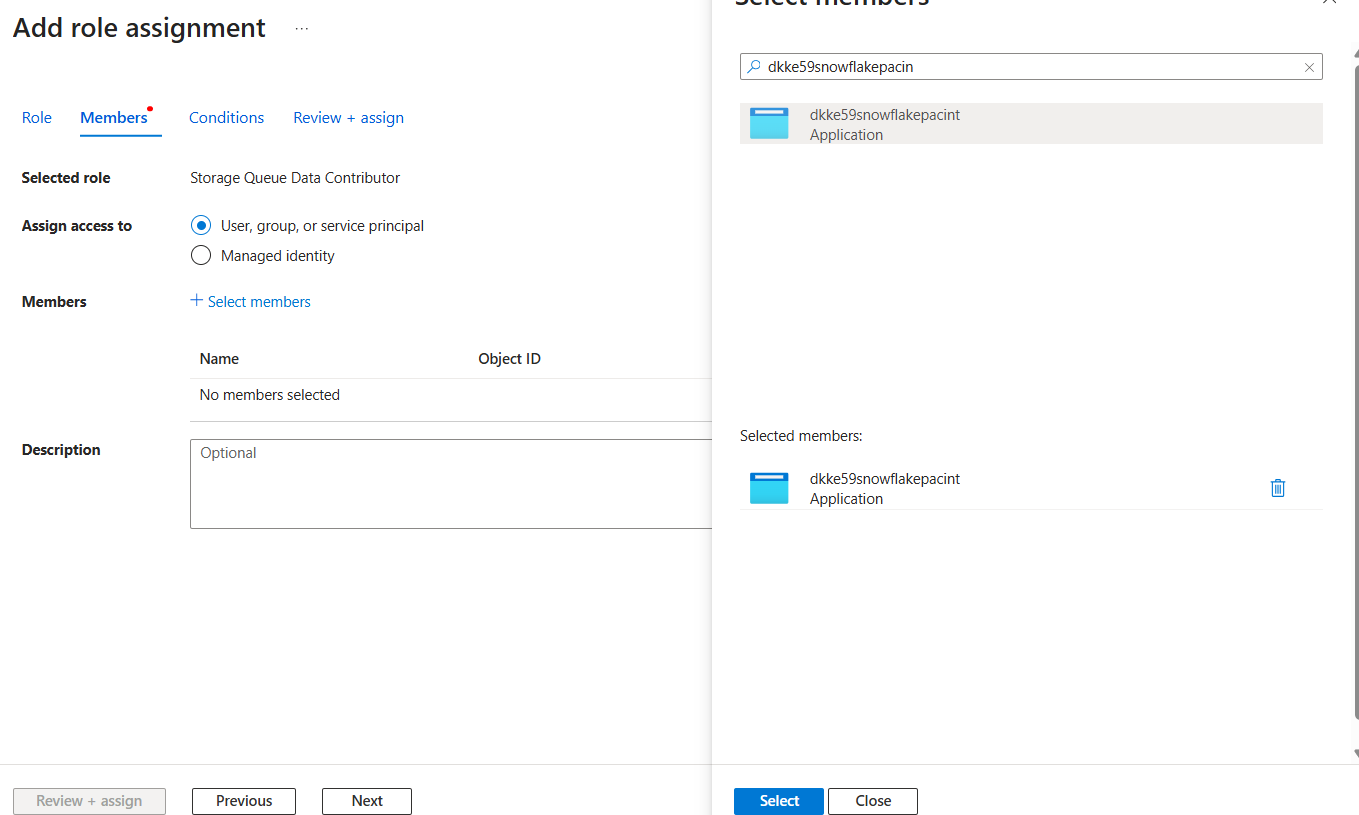 Add role assignment ...
Role Members Conditions Review + assign
Selected role Storage Queue Data Contributor
Assign access to User, group, or service principal
Managed identity
Members + Select members
Name Object ID
No members selected
Description Optional
Review + assign Previous Next
Select members
dkke59snowflakepacin
dkke59snowflakepacint
Application
Selected members:
dkke59snowflakepacint
Application
Select Close